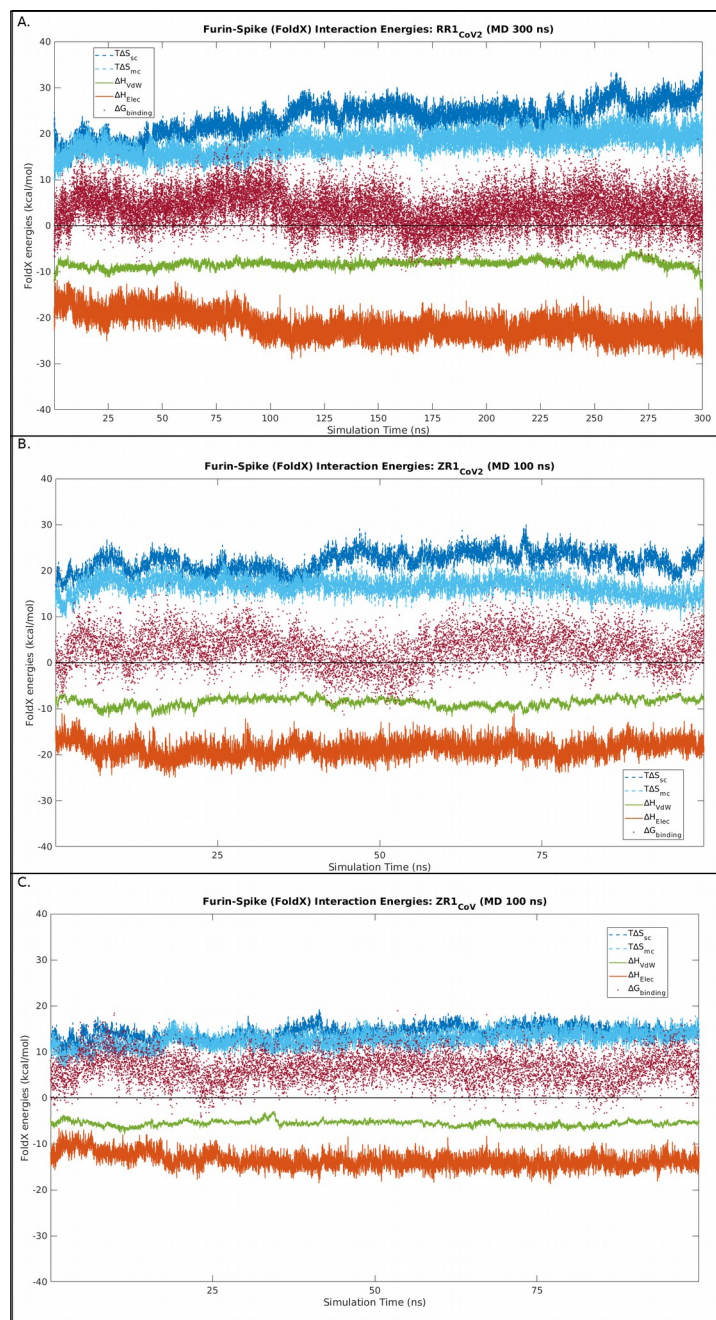 A.
Furin-Spike (FoldX) Interaction Energies: RR1CoV2 (MD 300 ns)
TΔSsc
TΔSmc
ΔHVdW
ΔHElec
ΔGbinding
FoldX energies (kcal/mol)
40
30
20
10
0
-10
-20
-30
-40
25 50 75 100 125 150 175 200 225 250 275 300
Simulation Time (ns)
B.
Furin-Spike (FoldX) Interaction Energies: ZR1CoV2 (MD 100 ns)
FoldX energies (kcal/mol)
40
30
20
10
0
-10
-20
-30
-40
TΔSsc
TΔSmc
ΔHVdW
ΔHElec
ΔGbinding
25 50 75
Simulation Time (ns)
C.
Furin-Spike (FoldX) Interaction Energies: ZR1CoV (MD 100 ns)
TΔSsc
TΔSmc
ΔHVdW
ΔHElec
ΔGbinding
FoldX energies (kcal/mol)
40
30
20
10
0
-10
-20
-30
-40
25 50 75
Simulation Time (ns)